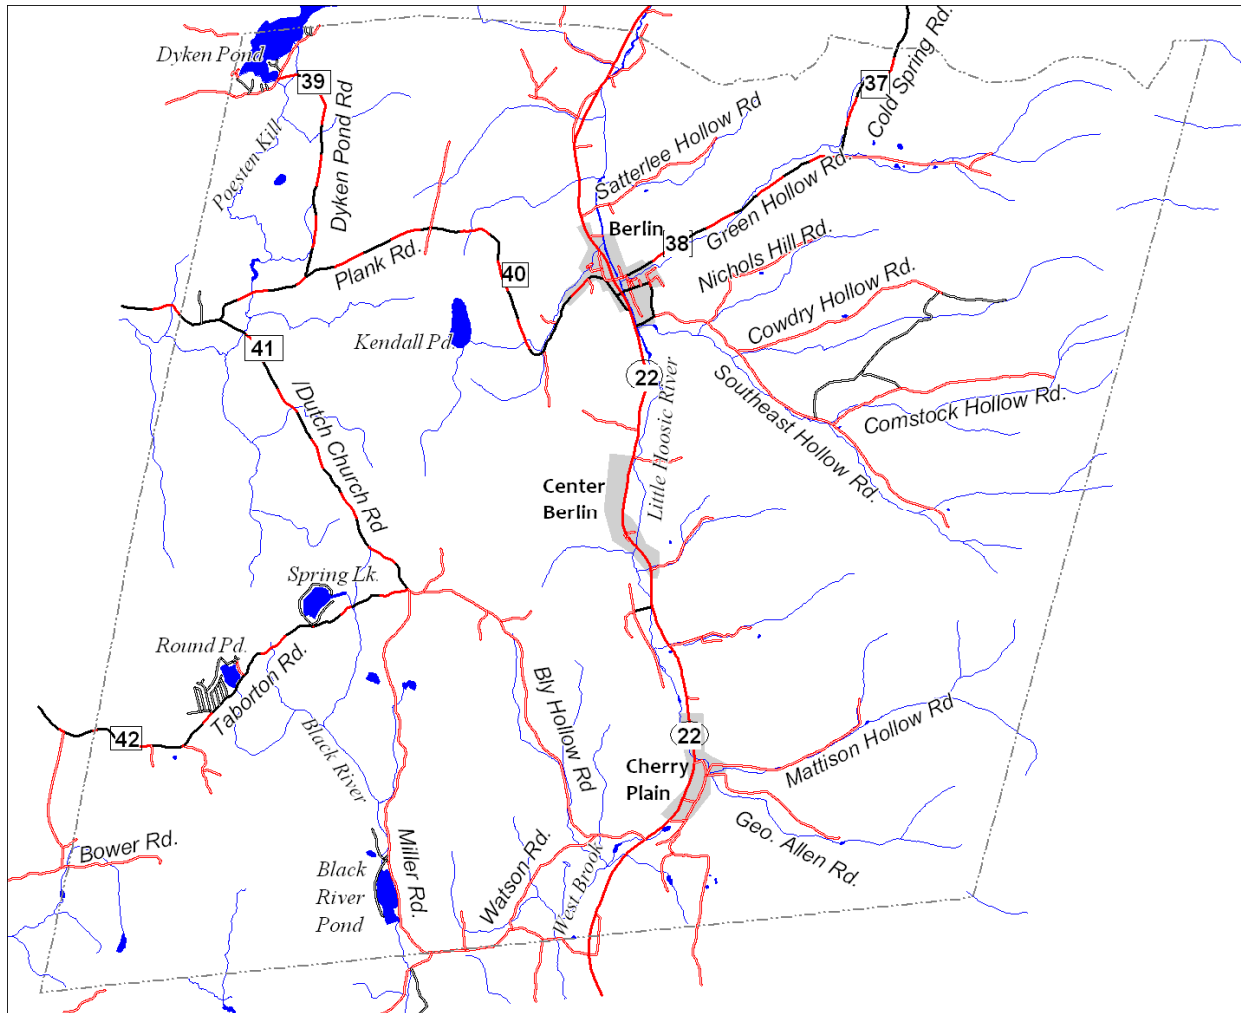 Dyken Pond
39
37
Cold Spring Rd.
Poesten Kill
Dyken Pond Rd
Satterlee Hollow Rd
Berlin
38
Green Hollow Rd.
Plank Rd.
40
Nichols Hill Rd.
Cowdry Hollow Rd.
Kendall Pd.
41
22
Little Hoosic River
Southeast Hollow Rd.
Comstock Hollow Rd.
/Dutch Church Rd
Center
Berlin
Spring Lk.
Round Pd.
Taborton Rd.
42
Black River
Bly Hollow Rd
22
Mattison Hollow Rd
Cherry
Plain
Geo. Allen Rd.
Bower Rd.
Miller Rd.
Black
River
Pond
Watson Rd.
West Brook